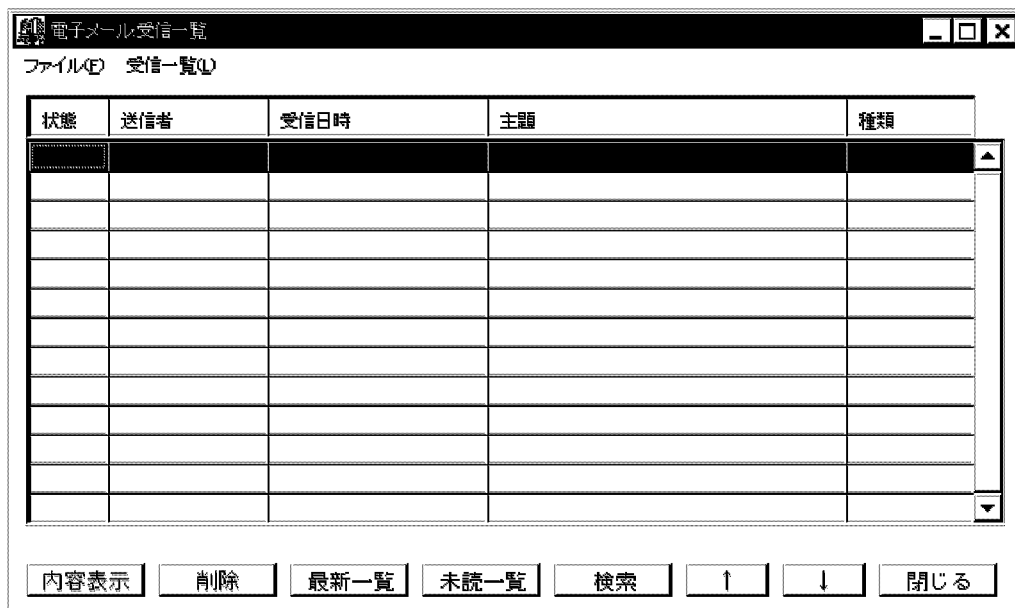 電子メール受信一覧
ファイル(F) 受信一覧(L)
状態 送信者 受信日時 主題 種類
内容表示 削除 最新一覧 未読一覧 検索 ↑ ↓ 閉じる